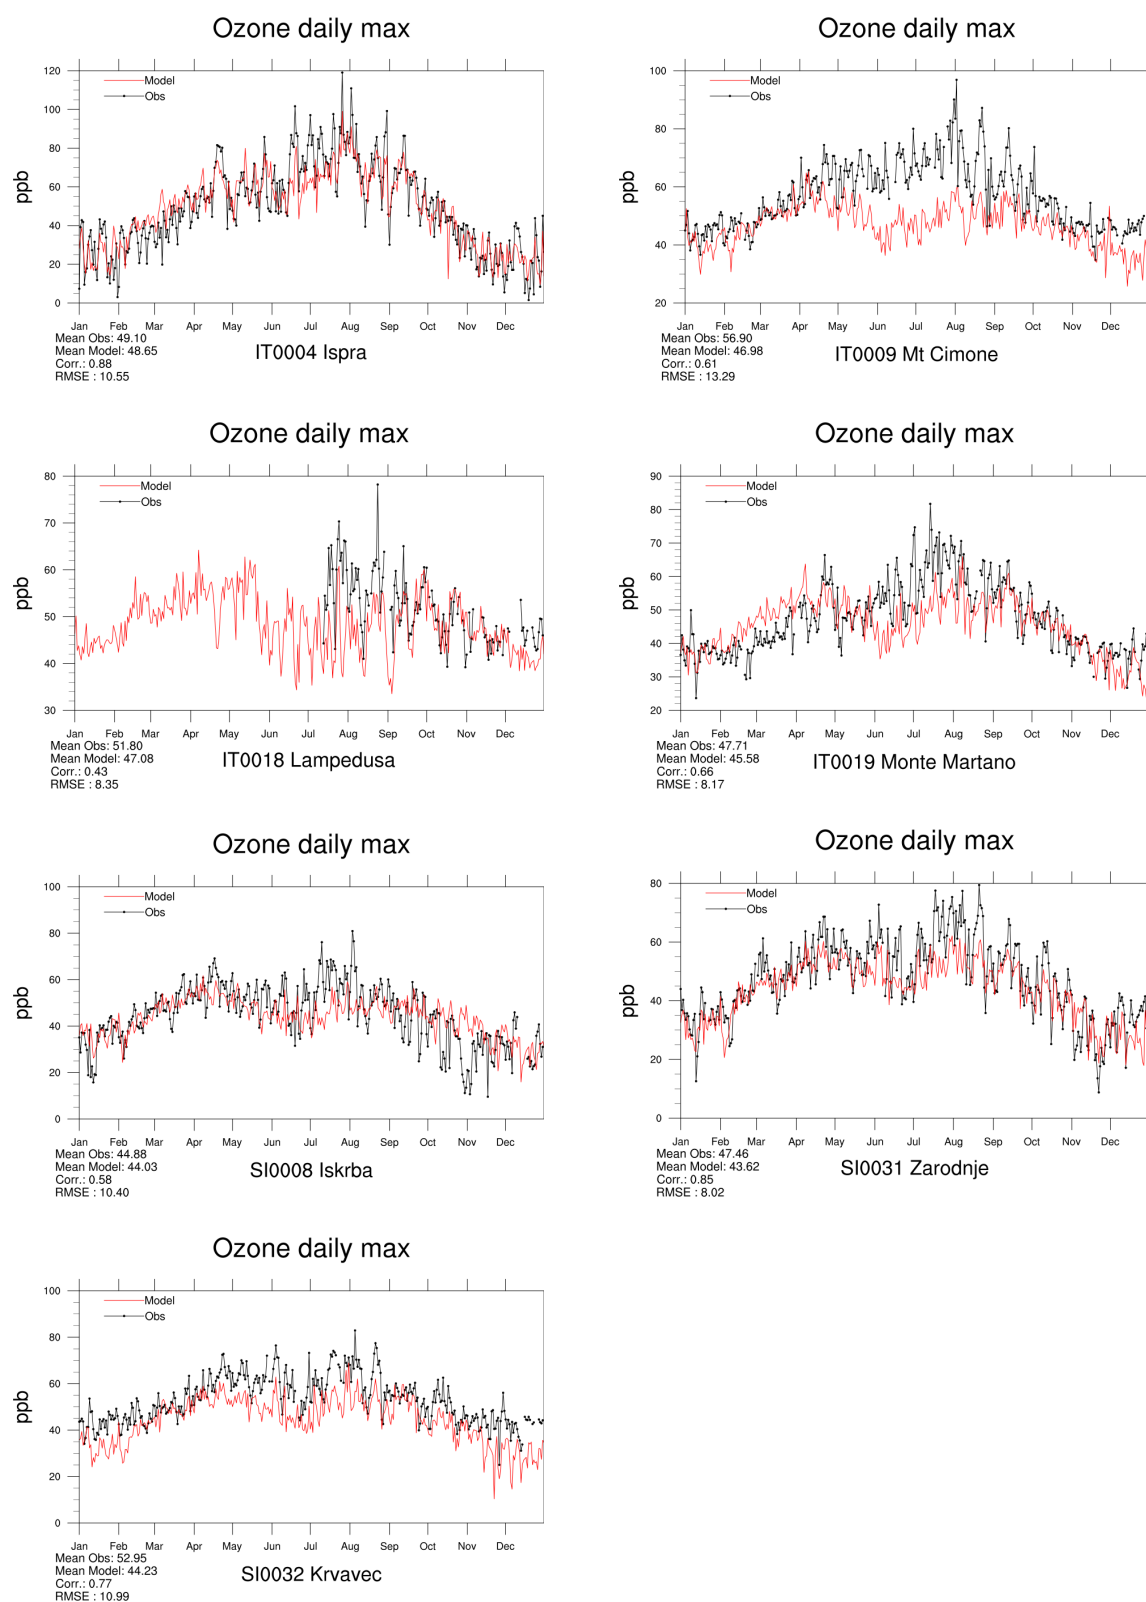 Ozone daily max
120
100
80
60
40
20
0
ppb
Model
Obs
Jan Feb Mar Apr May Jun Jul Aug Sep Oct Nov Dec
Mean Obs: 49.10
Mean Model: 48.65
Corr.: 0.88
RMSE : 10.55
IT0004 Ispra
Ozone daily max
100
80
60
40
20
ppb
Model
Obs
Jan Feb Mar Apr May Jun Jul Aug Sep Oct Nov Dec
Mean Obs: 56.90
Mean Model: 46.98
Corr.: 0.61
RMSE : 13.29
IT0009 Mt Cimone
Ozone daily max
80
70
60
50
40
30
ppb
Model
Obs
Jan Feb Mar Apr May Jun Jul Aug Sep Oct Nov Dec
Mean Obs: 51.80
Mean Model: 47.08
Corr.: 0.43
RMSE : 8.35
IT0018 Lampedusa
Ozone daily max
90
80
70
60
50
40
30
20
ppb
Model
Obs
Jan Feb Mar Apr May Jun Jul Aug Sep Oct Nov Dec
Mean Obs: 47.71
Mean Model: 45.58
Corr.: 0.66
RMSE : 8.17
IT0019 Monte Martano
Ozone daily max
100
80
60
40
20
0
ppb
Model
Obs
Jan Feb Mar Apr May Jun Jul Aug Sep Oct Nov Dec
Mean Obs: 44.88
Mean Model: 44.03
Corr.: 0.58
RMSE : 10.40
SI0008 Iskrba
Ozone daily max
80
60
40
20
0
ppb
Model
Obs
Jan Feb Mar Apr May Jun Jul Aug Sep Oct Nov Dec
Mean Obs: 47.46
Mean Model: 43.62
Corr.: 0.85
RMSE : 8.02
SI0031 Zarodnje
Ozone daily max
100
80
60
40
20
0
ppb
Model
Obs
Jan Feb Mar Apr May Jun Jul Aug Sep Oct Nov Dec
Mean Obs: 52.95
Mean Model: 44.23
Corr.: 0.77
RMSE : 10.99
SI0032 Krvavec